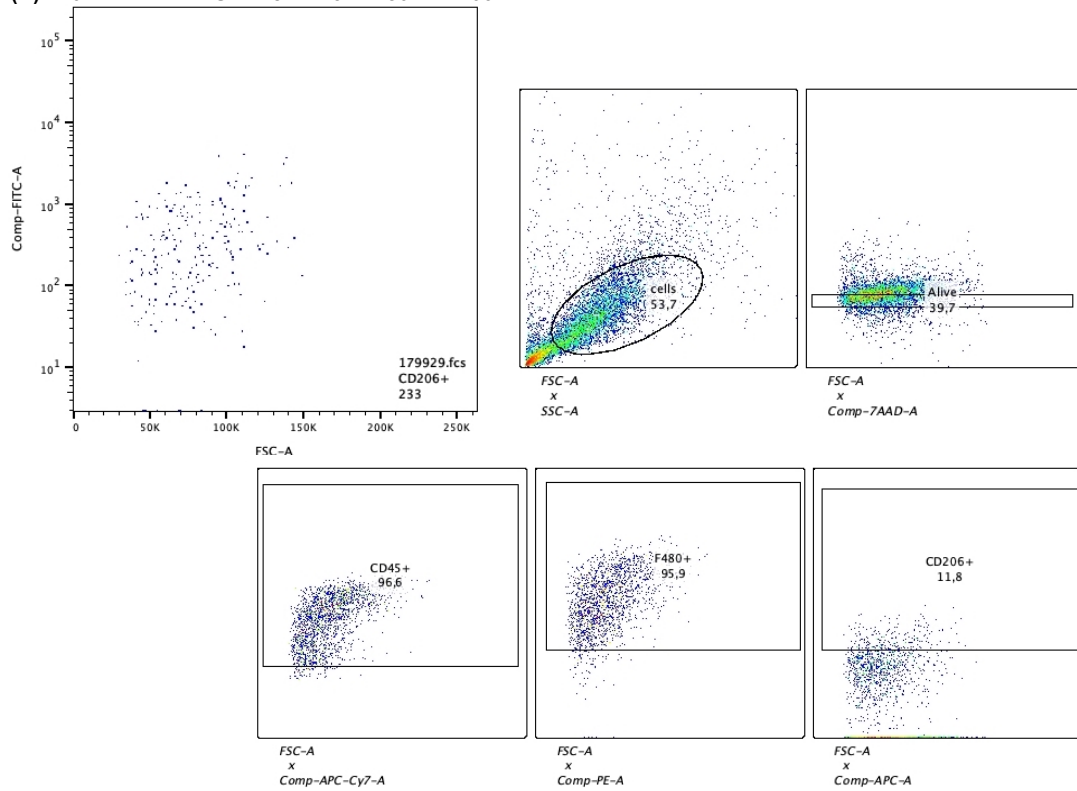 10⁵
10⁴
10³
10²
10¹
Comp-FITC-A
179929.fcs
CD206+
233
0
50K
100K
150K
200K
250K
FSC-A
cells
53,7
FSC-A
x
SSC-A
Alive
39,7
FSC-A
x
Comp-7AAD-A
CD45+
96,6
FSC-A
x
Comp-APC-Cy7-A
F480+
95,9
FSC-A
x
Comp-PE-A
CD206+
11,8
FSC-A
x
Comp-APC-A